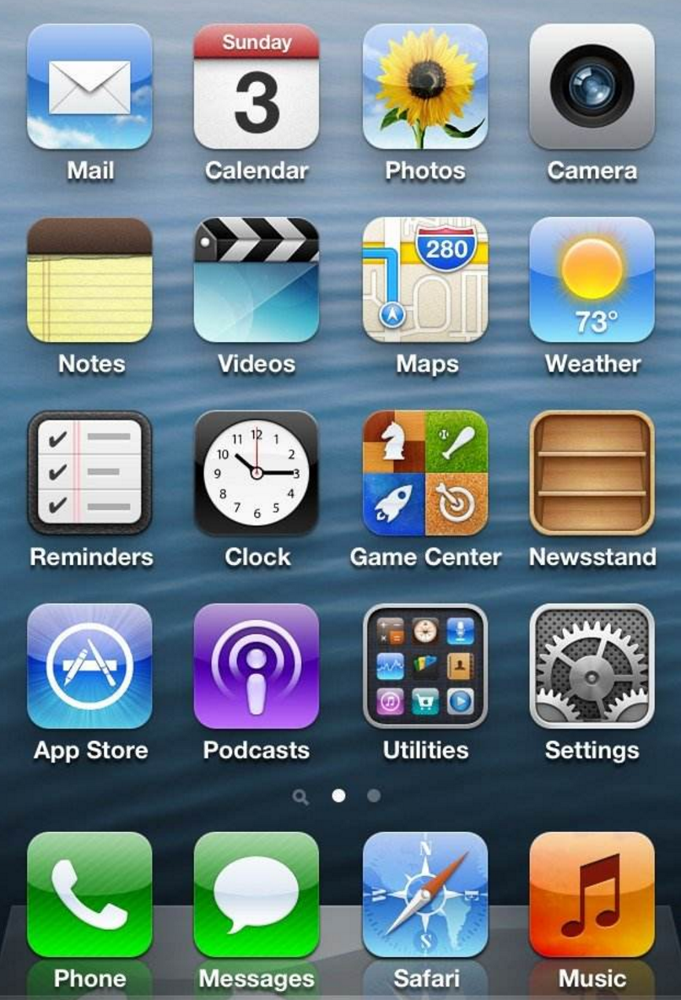 Sunday
3
Mail Calendar Photos Camera
280
73°
Notes Videos Maps Weather
12
11 1
10 2
9 3
8 4
7 5
6
Reminders Clock Game Center Newsstand
App Store Podcasts Utilities Settings
N
S
Phone Messages Safari Music